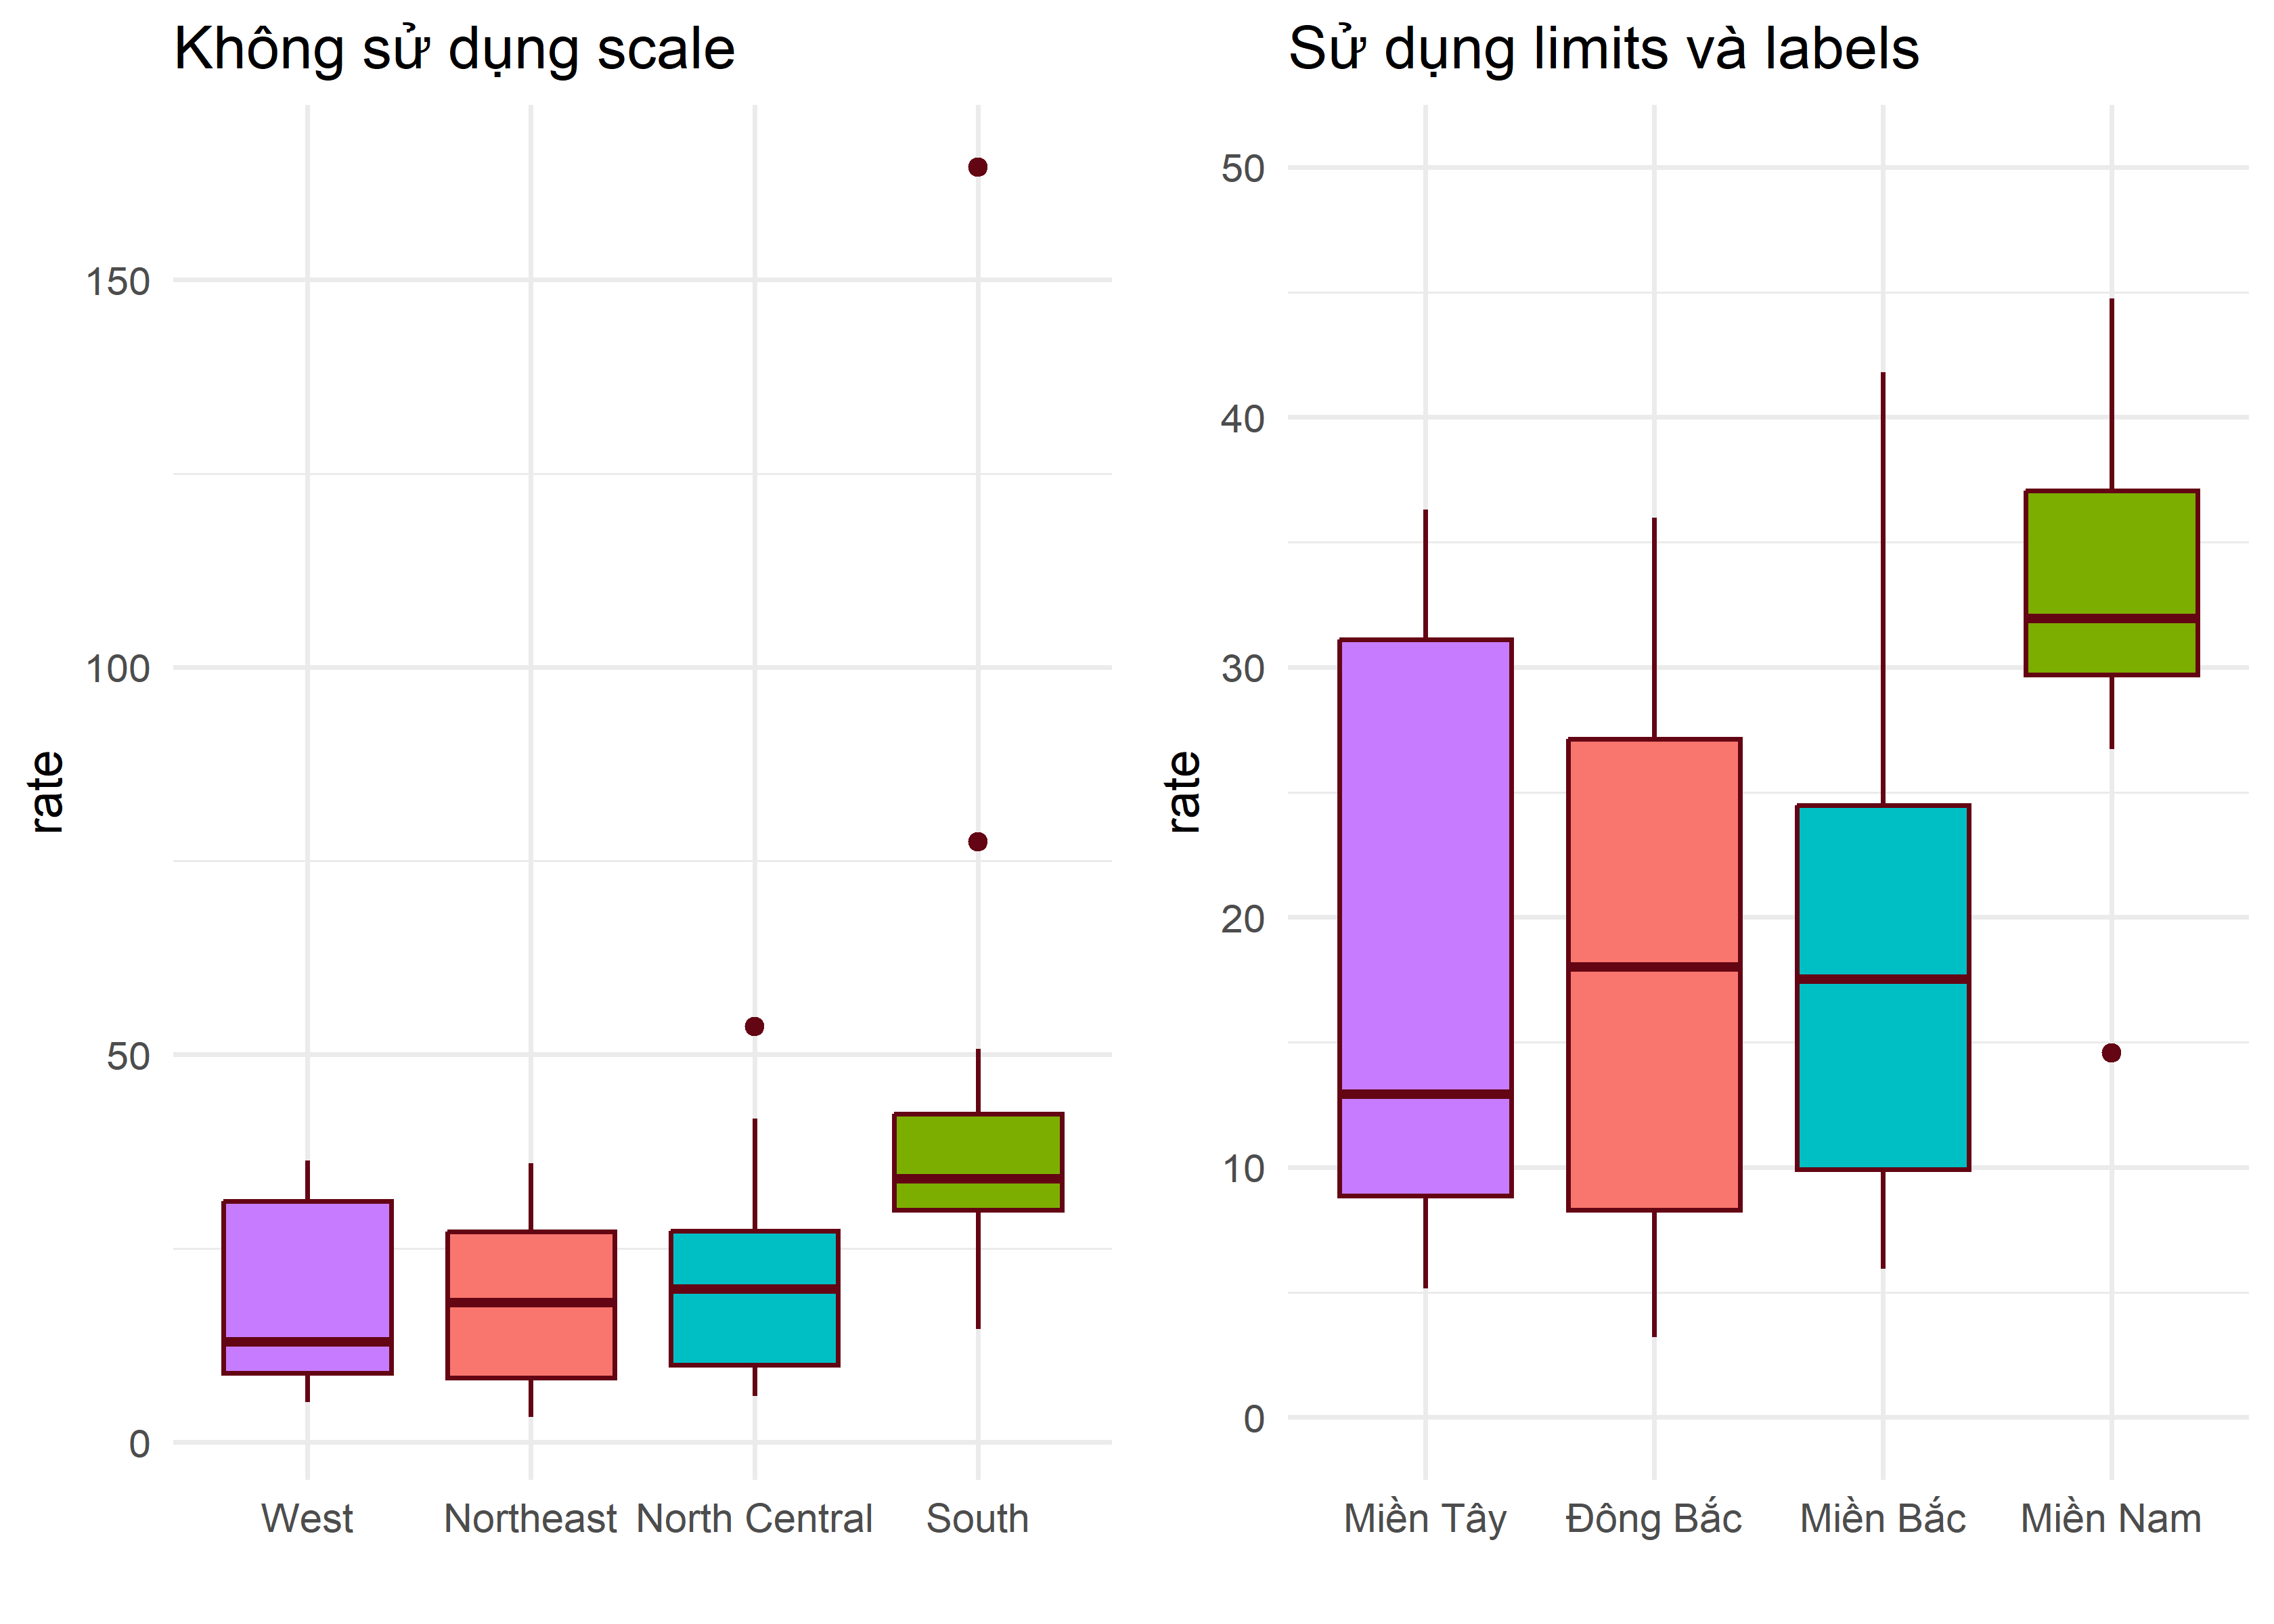 Không sử dụng scale
150
100
50
0
rate
West Northeast North Central South
Sử dụng limits và labels
50
40
30
20
10
0
rate
Miền Tây Đông Bắc Miền Bắc Miền Nam